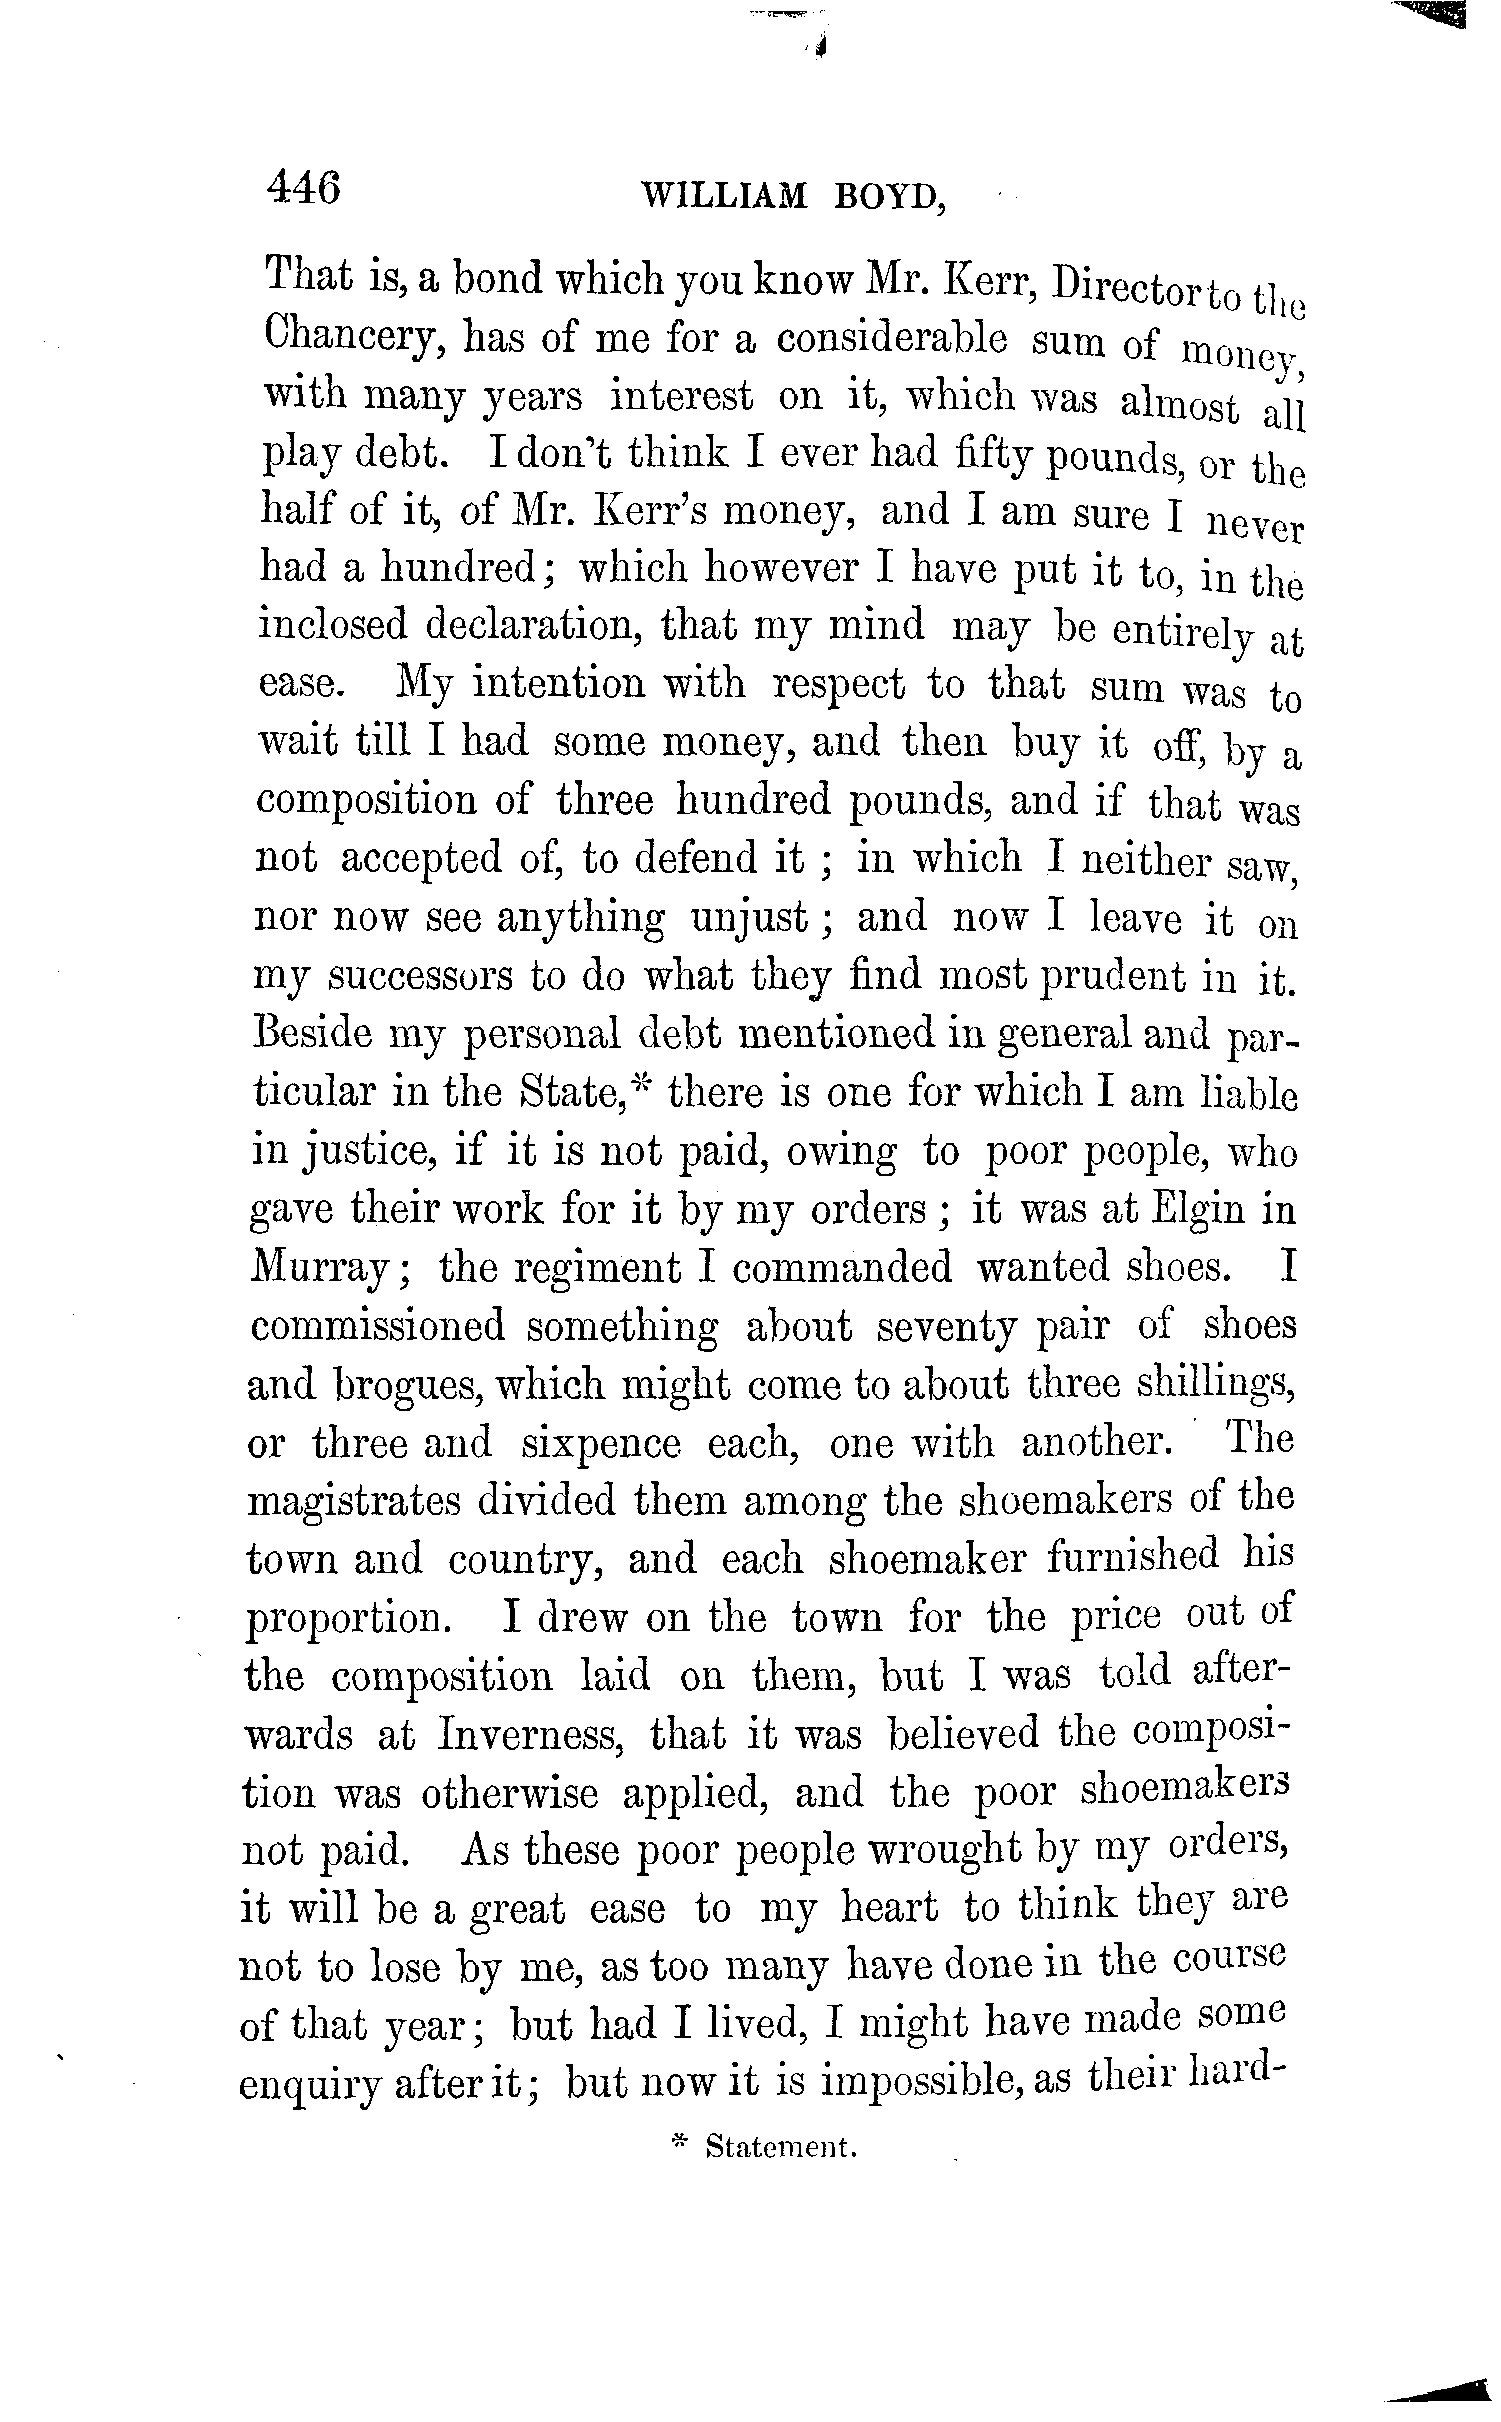 446 WILLIAM BOYD,
That is, a bond which you know Mr. Kerr, Director to the
Chancery, has of me for a considerable sum of money,
with many years interest on it, which was almost all
play debt. I don't think I ever had fifty pounds, or the
half of it, of Mr. Kerr's money, and I am sure I never
had a hundred; which however I have put it to, in the
inclosed declaration, that my mind may be entirely at
ease. My intention with respect to that sum was to
wait till I had some money, and then buy it off, by a
composition of three hundred pounds, and if that was
not accepted of, to defend it ; in which I neither saw,
nor now see anything unjust ; and now I leave it on
my successors to do what they find most prudent in it.
Beside my personal debt mentioned in general and par-
ticular in the State,* there is one for which I am liable
in justice, if it is not paid, owing to poor people, who
gave their work for it by my orders ; it was at Elgin in
Murray; the regiment I commanded wanted shoes. I
commissioned something about seventy pair of shoes
and brogues, which might come to about three shillings,
or three and sixpence each, one with another. The
magistrates divided them among the shoemakers of the
town and country, and each shoemaker furnished his
proportion. I drew on the town for the price out of
the composition laid on them, but I was told after-
wards at Inverness, that it was believed the composi-
tion was otherwise applied, and the poor shoemakers
not paid. As these poor people wrought by my orders,
it will be a great ease to my heart to think they are
not to lose by me, as too many have done in the course
of that year; but had I lived, I might have made some
enquiry after it; but now it is impossible, as their hard-
* Statement.